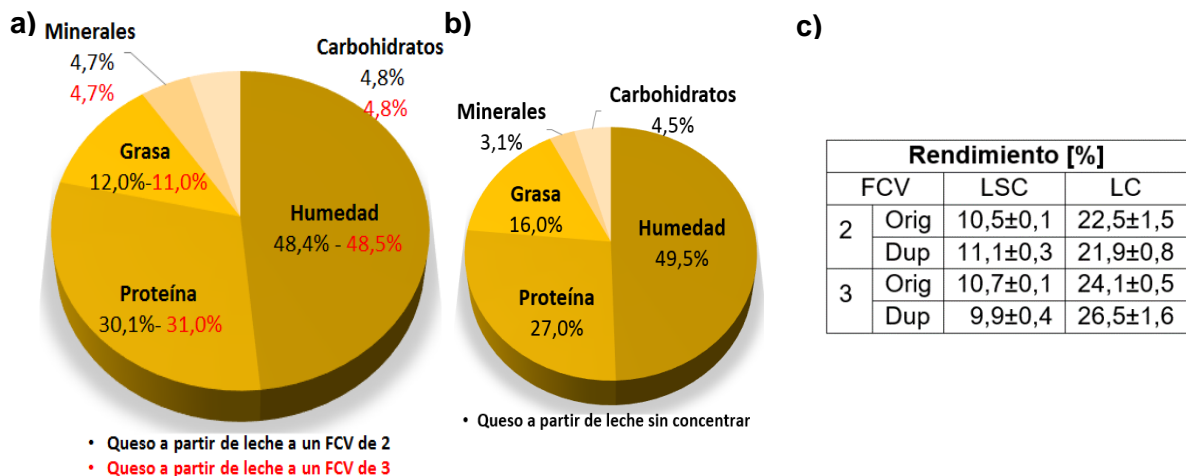 a)
Minerales
4,7%
4,7%
Carbohidratos
4,8%
4,8%
Grasa
12,0%-11,0%
Humedad
48,4% - 48,5%
Proteína
30,1%- 31,0%
• Queso a partir de leche a un FCV de 2
• Queso a partir de leche a un FCV de 3
b)
Minerales
3,1%
Carbohidratos
4,5%
Grasa
16,0%
Humedad
49,5%
Proteína
27,0%
• Queso a partir de leche sin concentrar
c)
Rendimiento [%]
FCV LSC LC
2 Orig 10,5±0,1 22,5±1,5
Dup 11,1±0,3 21,9±0,8
3 Orig 10,7±0,1 24,1±0,5
Dup 9,9±0,4 26,5±1,6